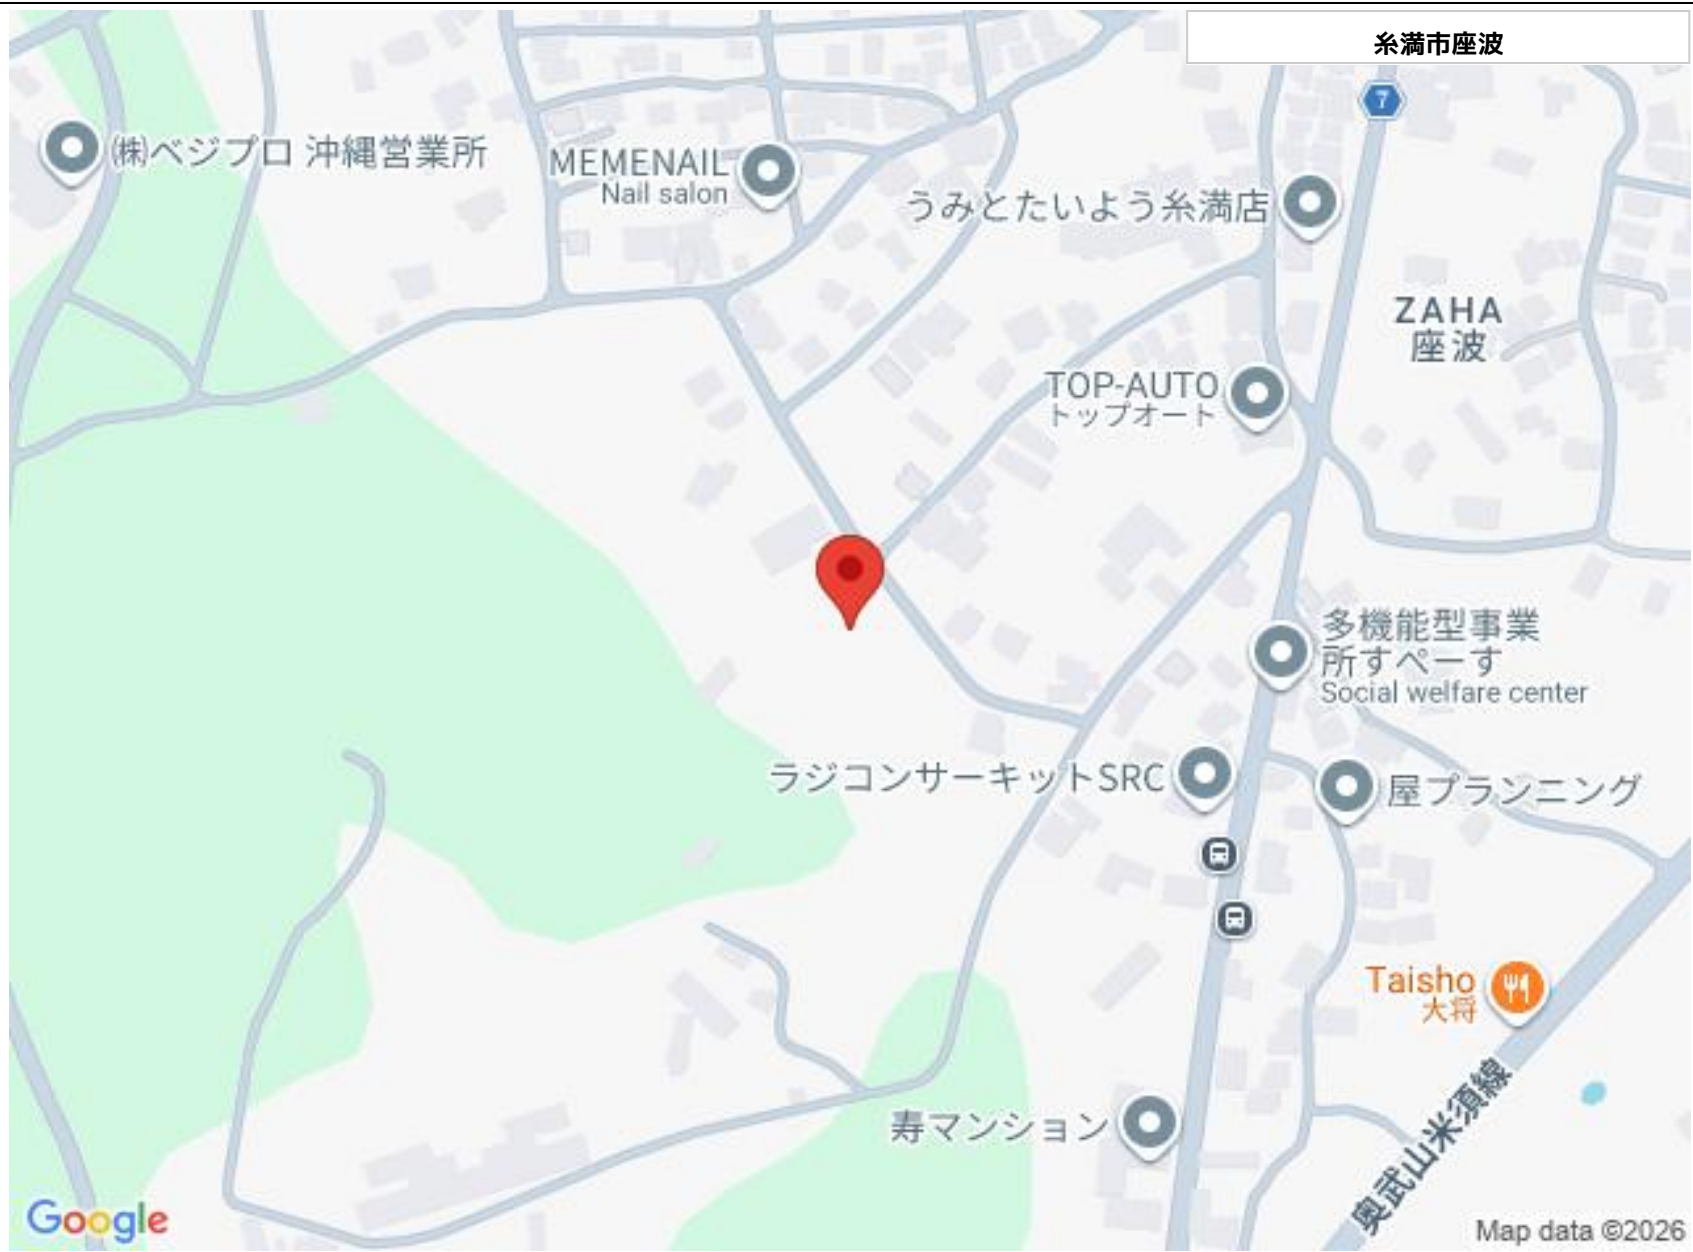 糸満市座波
7
㈱ベジプロ 沖縄営業所
MEMENAIL
Nail salon
うみとたいよう糸満店
ZAHA
座波
TOP-AUTO
トップオート
多機能型事業
所すぺーす
Social welfare center
ラジコンサーキットSRC
屋プランニング
Taisho
大将
寿マンション
奥武山米須線
Google
Map data ©2026